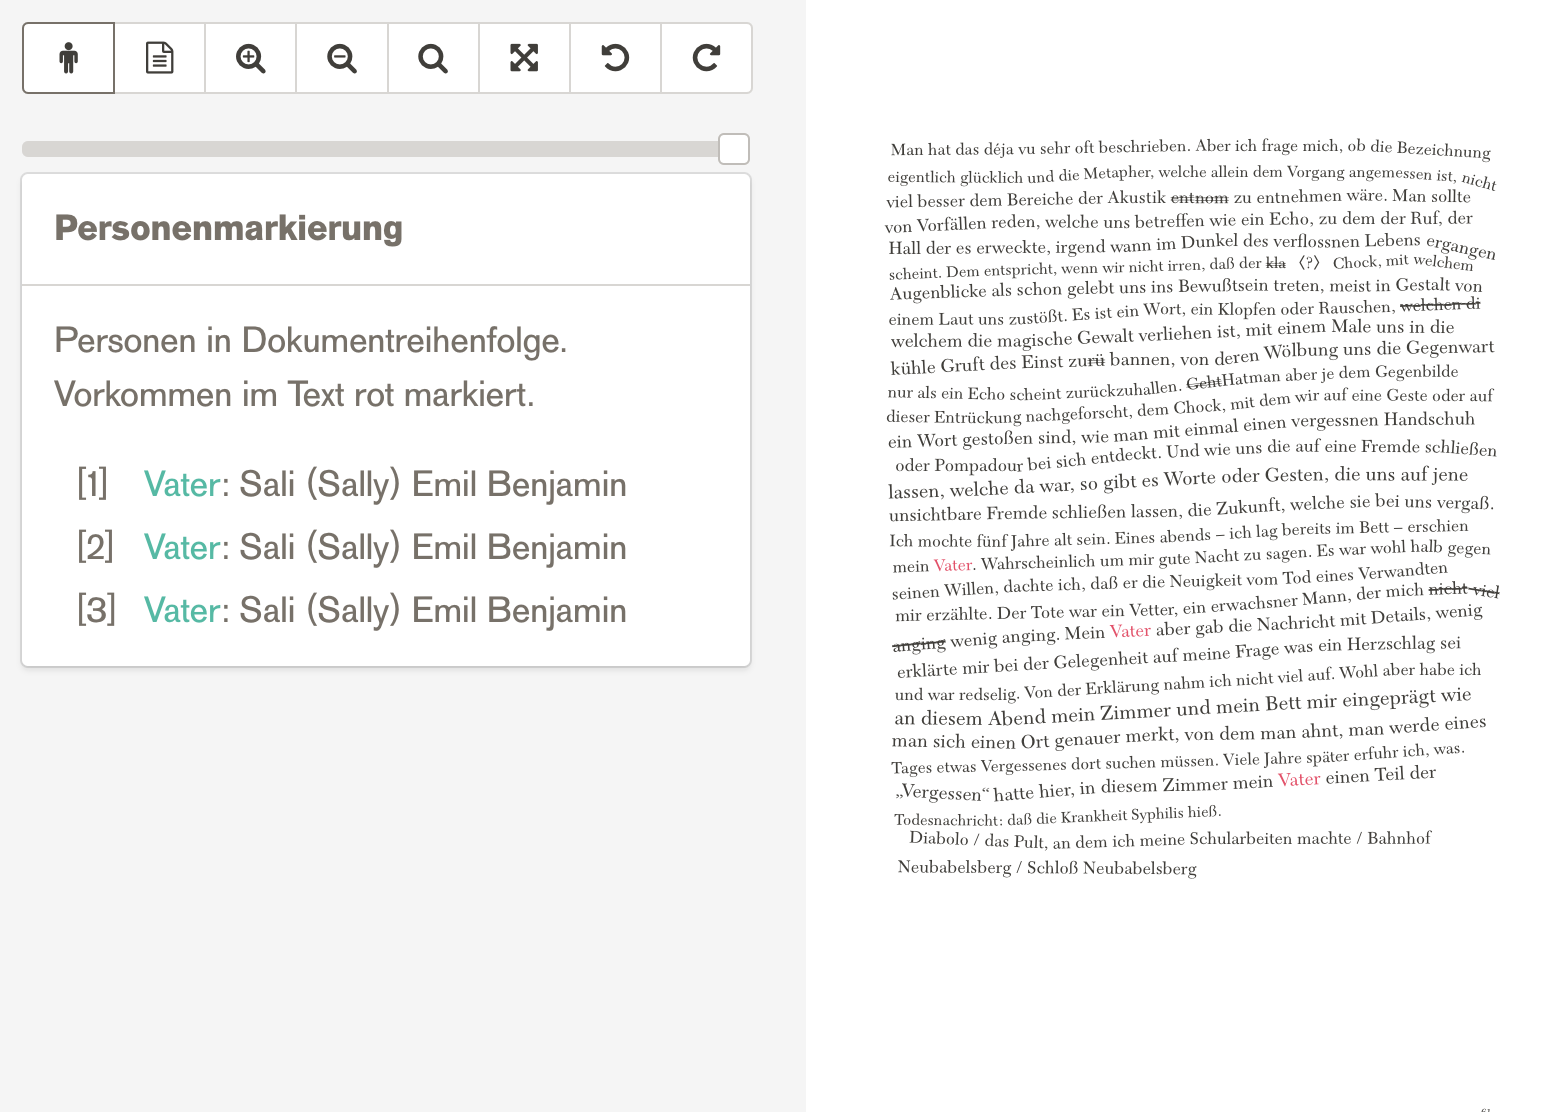 Personenmarkierung
Personen in Dokumentreihenfolge.
Vorkommen im Text rot markiert.
[1] Vater: Sali (Sally) Emil Benjamin
[2] Vater: Sali (Sally) Emil Benjamin
[3] Vater: Sali (Sally) Emil Benjamin
Man hat das déja vu sehr oft beschrieben. Aber ich frage mich, ob die Bezeichnung
eigentlich glücklich und die Metapher, welche allein dem Vorgang angemessen ist, nicht
viel besser dem Bereiche der Akustik entnom zu entnehmen wäre. Man sollte
von Vorfällen reden, welche uns betreffen wie ein Echo, zu dem der Ruf, der
Hall der es erweckte, irgend wann im Dunkel des verflossnen Lebens ergangen
scheint. Dem entspricht, wenn wir nicht irren, daß der kla 〈?〉 Chock, mit welchem
Augenblicke als schon gelebt uns ins Bewußtsein treten, meist in Gestalt von
einem Laut uns zustößt. Es ist ein Wort, ein Klopfen oder Rauschen, welchen di
welchem die magische Gewalt verliehen ist, mit einem Male uns in die
kühle Gruft des Einst zurü bannen, von deren Wölbung uns die Gegenwart
nur als ein Echo scheint zurückzuhallen. GehtHatman aber je dem Gegenbilde
dieser Entrückung nachgeforscht, dem Chock, mit dem wir auf eine Geste oder auf
ein Wort gestoßen sind, wie man mit einmal einen vergessnen Handschuh
oder Pompadour bei sich entdeckt. Und wie uns die auf eine Fremde schließen
lassen, welche da war, so gibt es Worte oder Gesten, die uns auf jene
unsichtbare Fremde schließen lassen, die Zukunft, welche sie bei uns vergaß.
Ich mochte fünf Jahre alt sein. Eines abends – ich lag bereits im Bett – erschien
mein Vater. Wahrscheinlich um mir gute Nacht zu sagen. Es war wohl halb gegen
seinen Willen, dachte ich, daß er die Neuigkeit vom Tod eines Verwandten
mir erzählte. Der Tote war ein Vetter, ein erwachsner Mann, der mich nicht viel
anging wenig anging. Mein Vater aber gab die Nachricht mit Details, wenig
erklärte mir bei der Gelegenheit auf meine Frage was ein Herzschlag sei
und war redselig. Von der Erklärung nahm ich nicht viel auf. Wohl aber habe ich
an diesem Abend mein Zimmer und mein Bett mir eingeprägt wie
man sich einen Ort genauer merkt, von dem man ahnt, man werde eines
Tages etwas Vergessenes dort suchen müssen. Viele Jahre später erfuhr ich, was.
„Vergessen“ hatte hier, in diesem Zimmer mein Vater einen Teil der
Todesnachricht: daß die Krankheit Syphilis hieß.
Diabolo / das Pult, an dem ich meine Schularbeiten machte / Bahnhof
Neubabelsberg / Schloß Neubabelsberg